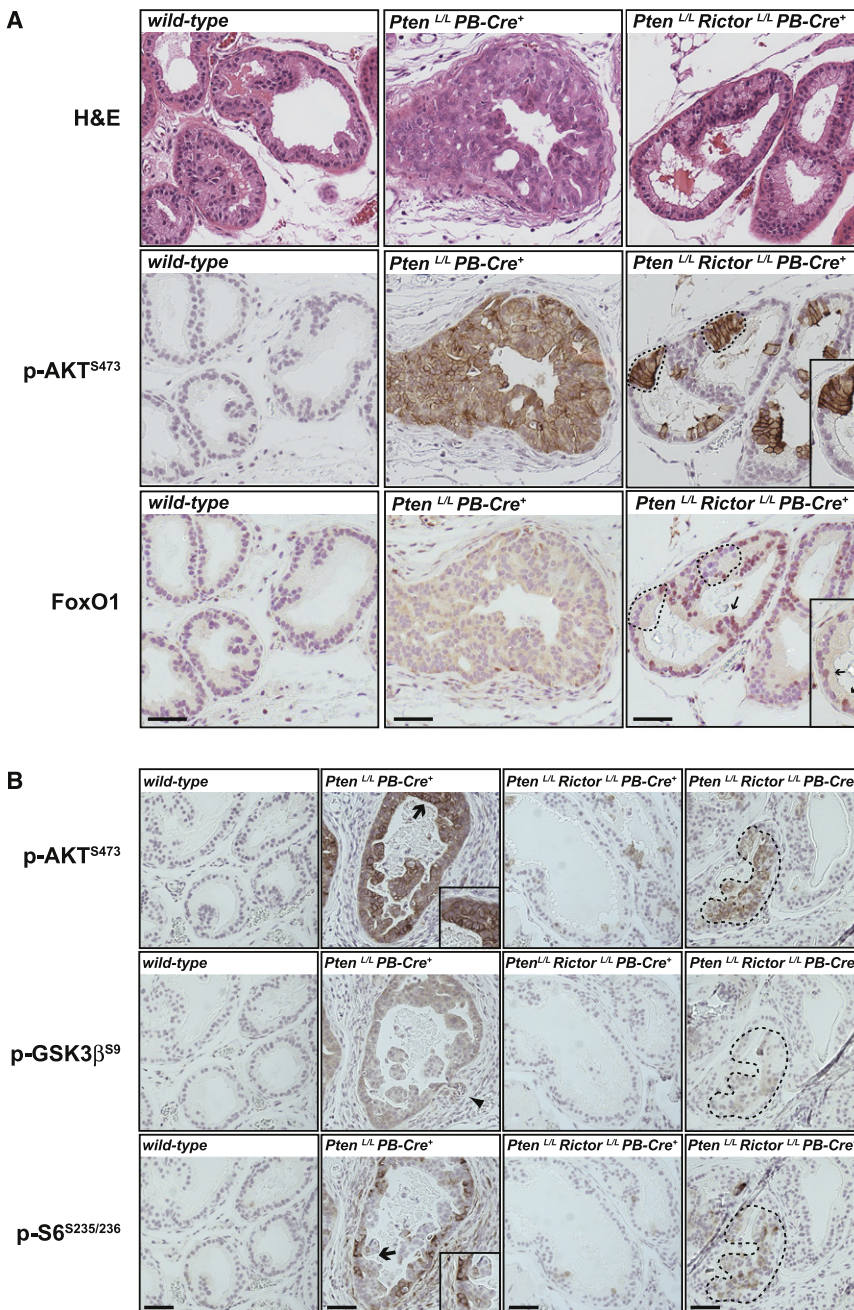 A
wild-type Pten L/L PB-Cre+ Pten L/L Rictor L/L PB-Cre+
H&E
wild-type Pten L/L PB-Cre+ Pten L/L Rictor L/L PB-Cre+
p-AKTS473
wild-type Pten L/L PB-Cre+ Pten L/L Rictor L/L PB-Cre+
FoxO1
B
wild-type Pten L/L PB-Cre+ Pten L/L Rictor L/L PB-Cre+ Pten L/L Rictor L/L PB-Cre
p-AKTS473
wild-type Pten L/L PB-Cre+ PtenL/L Rictor L/L PB-Cre+ Pten L/L Rictor L/L PB-Cre
p-GSK3βS9
wild-type Pten L/L PB-Cre+ Pten L/L Rictor L/L PB-Cre+ Pten L/L Rictor L/L PB-Cre
p-S6S235/236